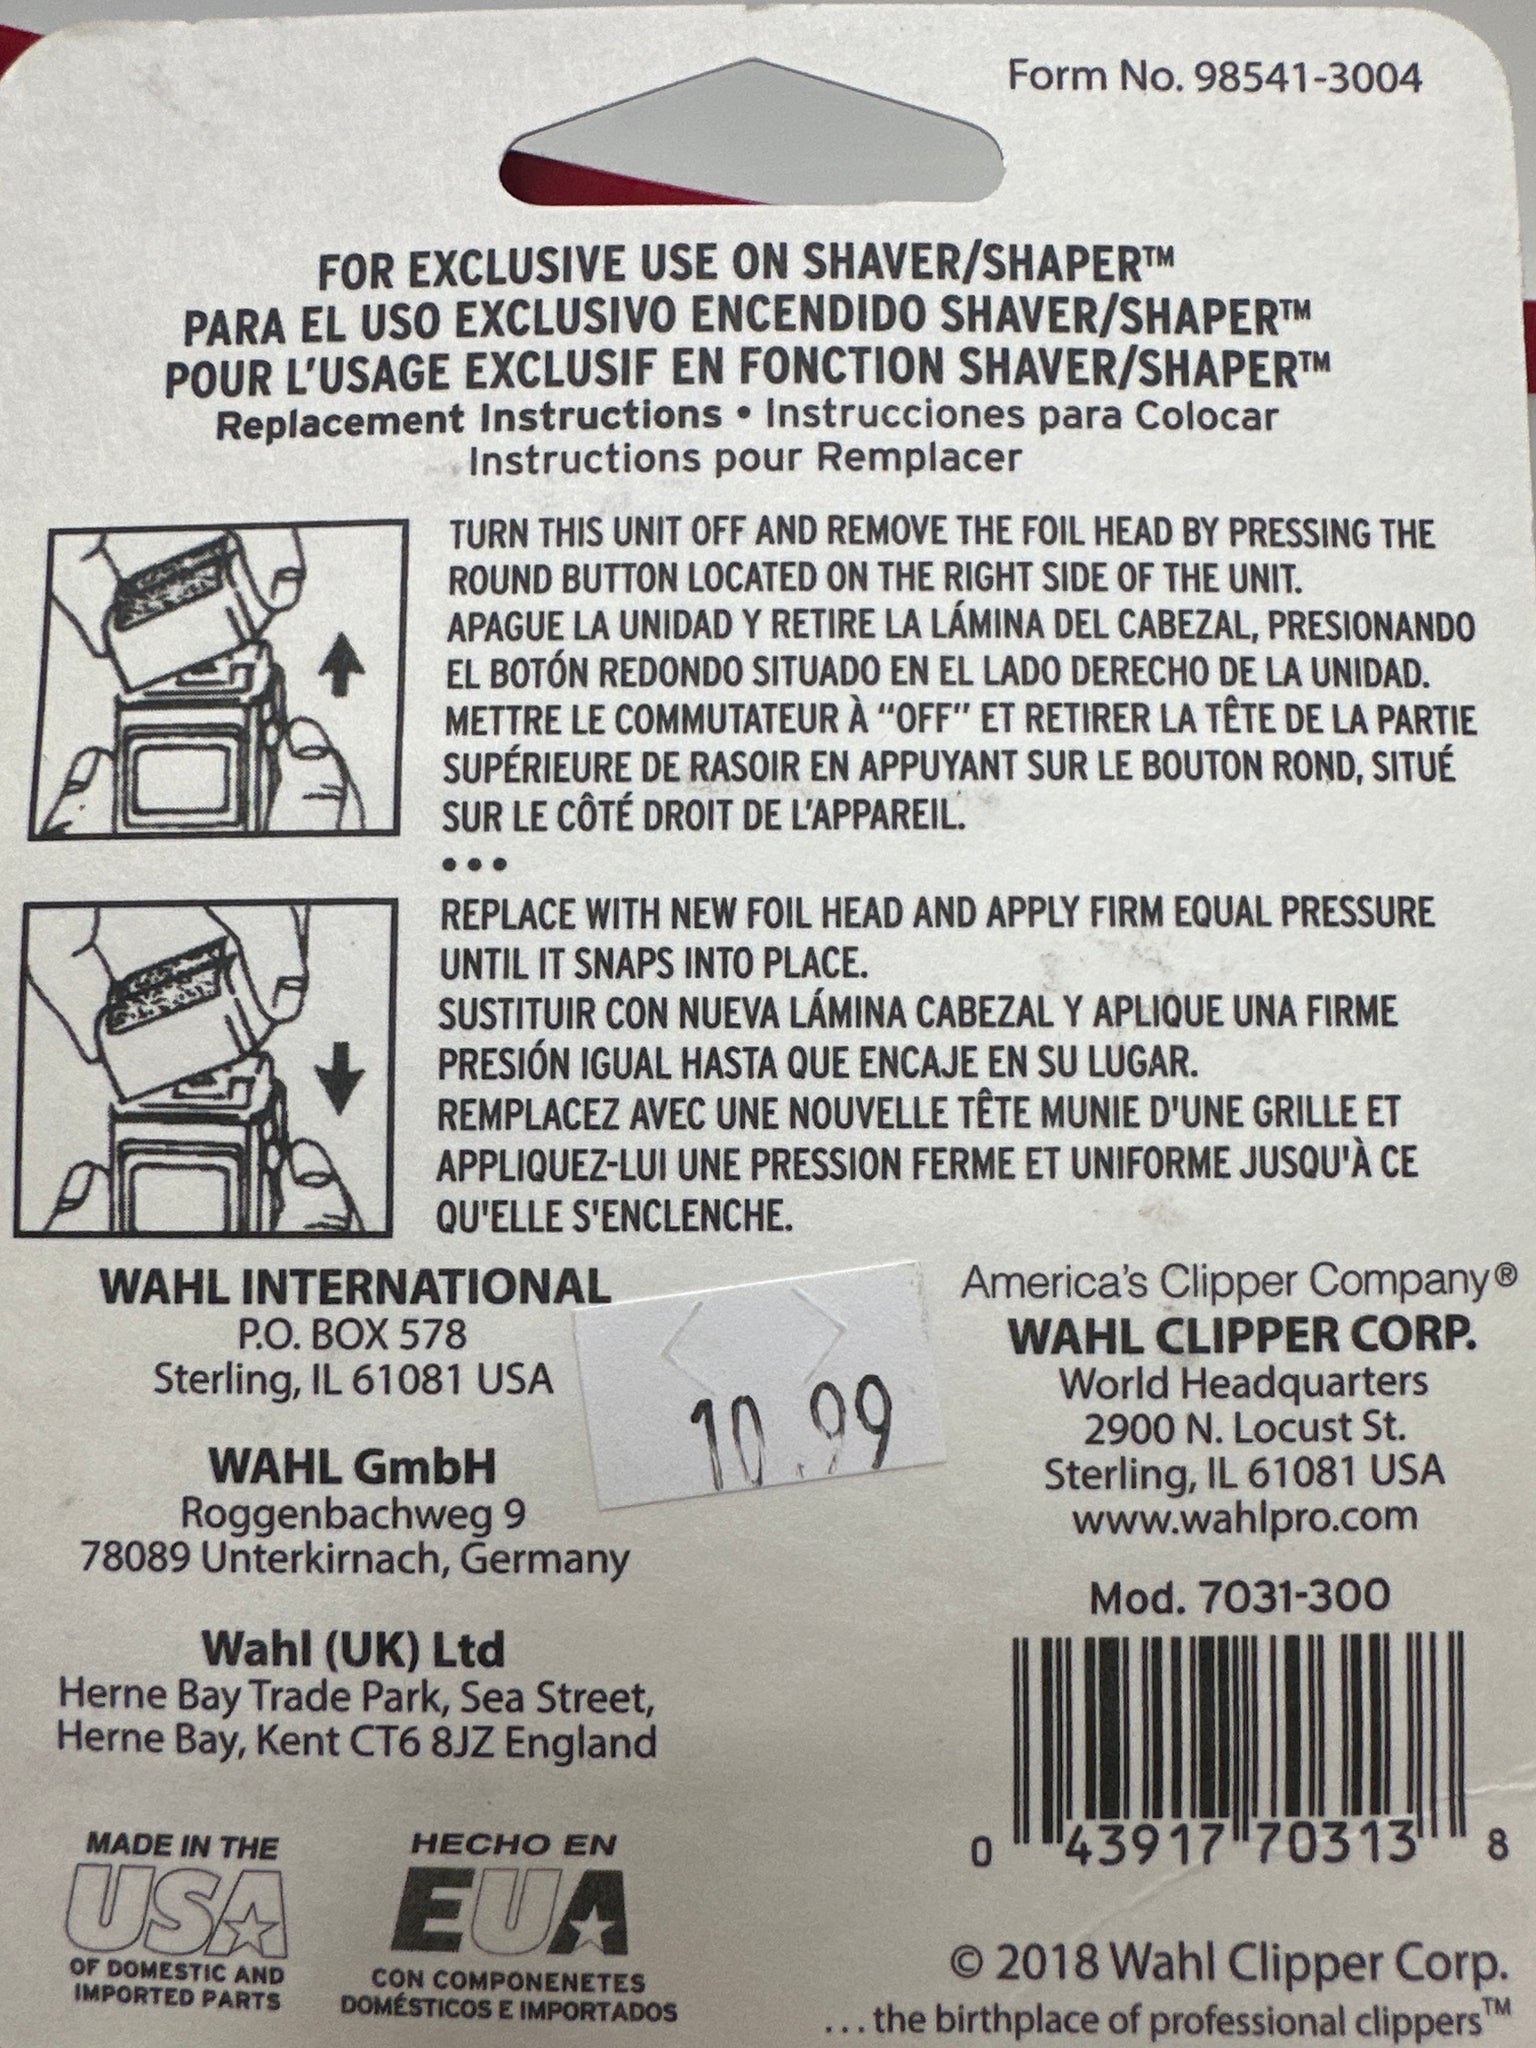 Form No. 98541-3004
FOR EXCLUSIVE USE ON SHAVER/SHAPER™
PARA EL USO EXCLUSIVO ENCENDIDO SHAVER/SHAPER™
POUR L'USAGE EXCLUSIF EN FONCTION SHAVER/SHAPER™
Replacement Instructions • Instrucciones para Colocar
Instructions pour Remplacer
TURN THIS UNIT OFF AND REMOVE THE FOIL HEAD BY PRESSING THE
ROUND BUTTON LOCATED ON THE RIGHT SIDE OF THE UNIT.
APAGUE LA UNIDAD Y RETIRE LA LÁMINA DEL CABEZAL, PRESIONANDO
EL BOTÓN REDONDO SITUADO EN EL LADO DERECHO DE LA UNIDAD.
METTRE LE COMMUTATEUR À “OFF” ET RETIRER LA TÊTE DE LA PARTIE
SUPÉRIEURE DE RASOIR EN APPUYANT SUR LE BOUTON ROND, SITUÉ
SUR LE CÔTÉ DROIT DE L'APPAREIL.
•••
REPLACE WITH NEW FOIL HEAD AND APPLY FIRM EQUAL PRESSURE
UNTIL IT SNAPS INTO PLACE.
SUSTITUIR CON NUEVA LÁMINA CABEZAL Y APLIQUE UNA FIRME
PRESIÓN IGUAL HASTA QUE ENCAJE EN SU LUGAR.
REMPLACEZ AVEC UNE NOUVELLE TÊTE MUNIE D'UNE GRILLE ET
APPLIQUEZ-LUI UNE PRESSION FERME ET UNIFORME JUSQU'À CE
QU'ELLE S'ENCLENCHE.
WAHL INTERNATIONAL
P.O. BOX 578
Sterling, IL 61081 USA
WAHL GmbH
Roggenbachweg 9
78089 Unterkirnach, Germany
Wahl (UK) Ltd
Herne Bay Trade Park, Sea Street,
Herne Bay, Kent CT6 8JZ England
10.99
America's Clipper Company®
WAHL CLIPPER CORP.
World Headquarters
2900 N. Locust St.
Sterling, IL 61081 USA
www.wahlpro.com
Mod. 7031-300
0 43917 70313 8
MADE IN THE
USA
OF DOMESTIC AND
IMPORTED PARTS
HECHO EN
EUA
CON COMPONENETES
DOMÉSTICOS E IMPORTADOS
© 2018 Wahl Clipper Corp.
...the birthplace of professional clippers™